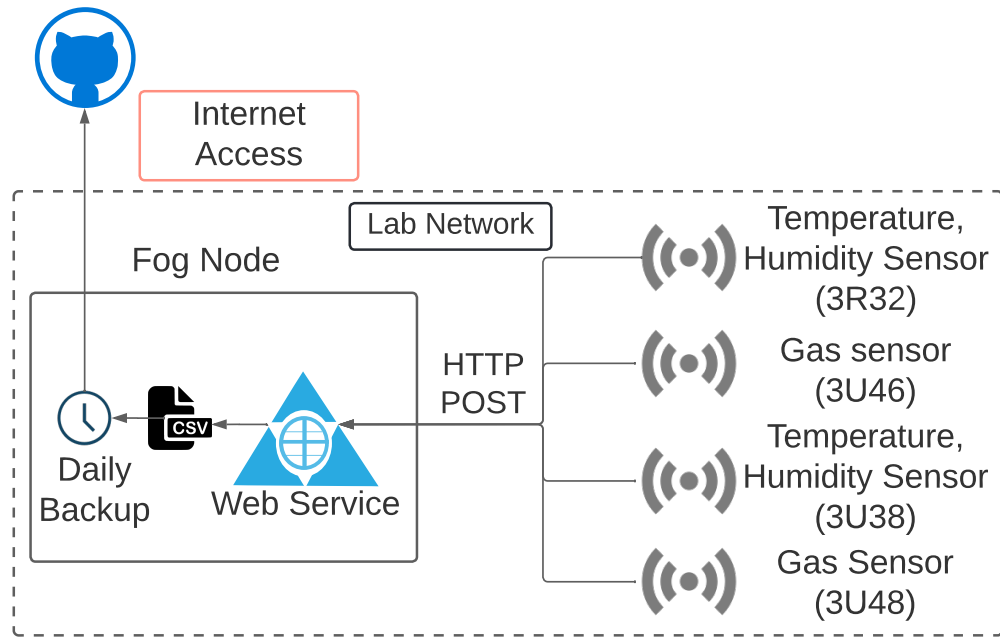 Internet
Access
Lab Network
Fog Node
Temperature,
Humidity Sensor
(3R32)
Gas sensor
(3U46)
HTTP
POST
Temperature,
Humidity Sensor
(3U38)
Gas Sensor
(3U48)
CSV
Daily
Backup
Web Service